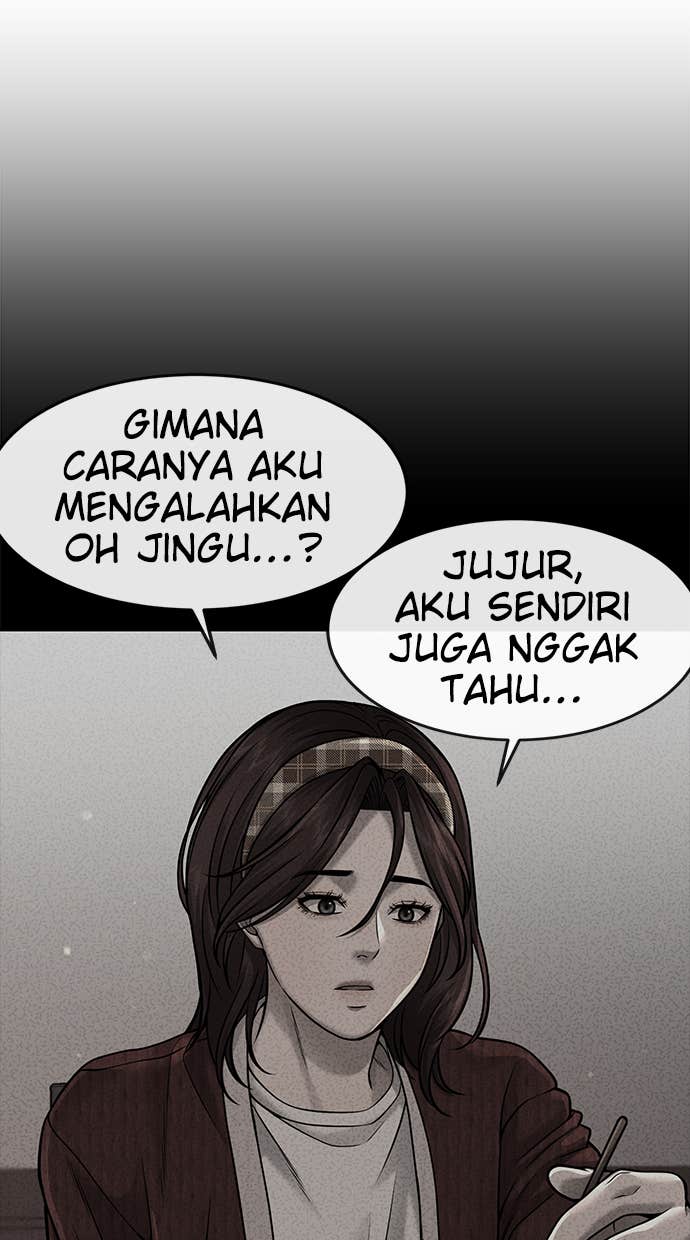 GIMANA
CARANYA AKU
MENGALAHKAN
OH JINGU...?
JUJUR,
AKU SENDIRI
JUGA NGGAK
TAHU...